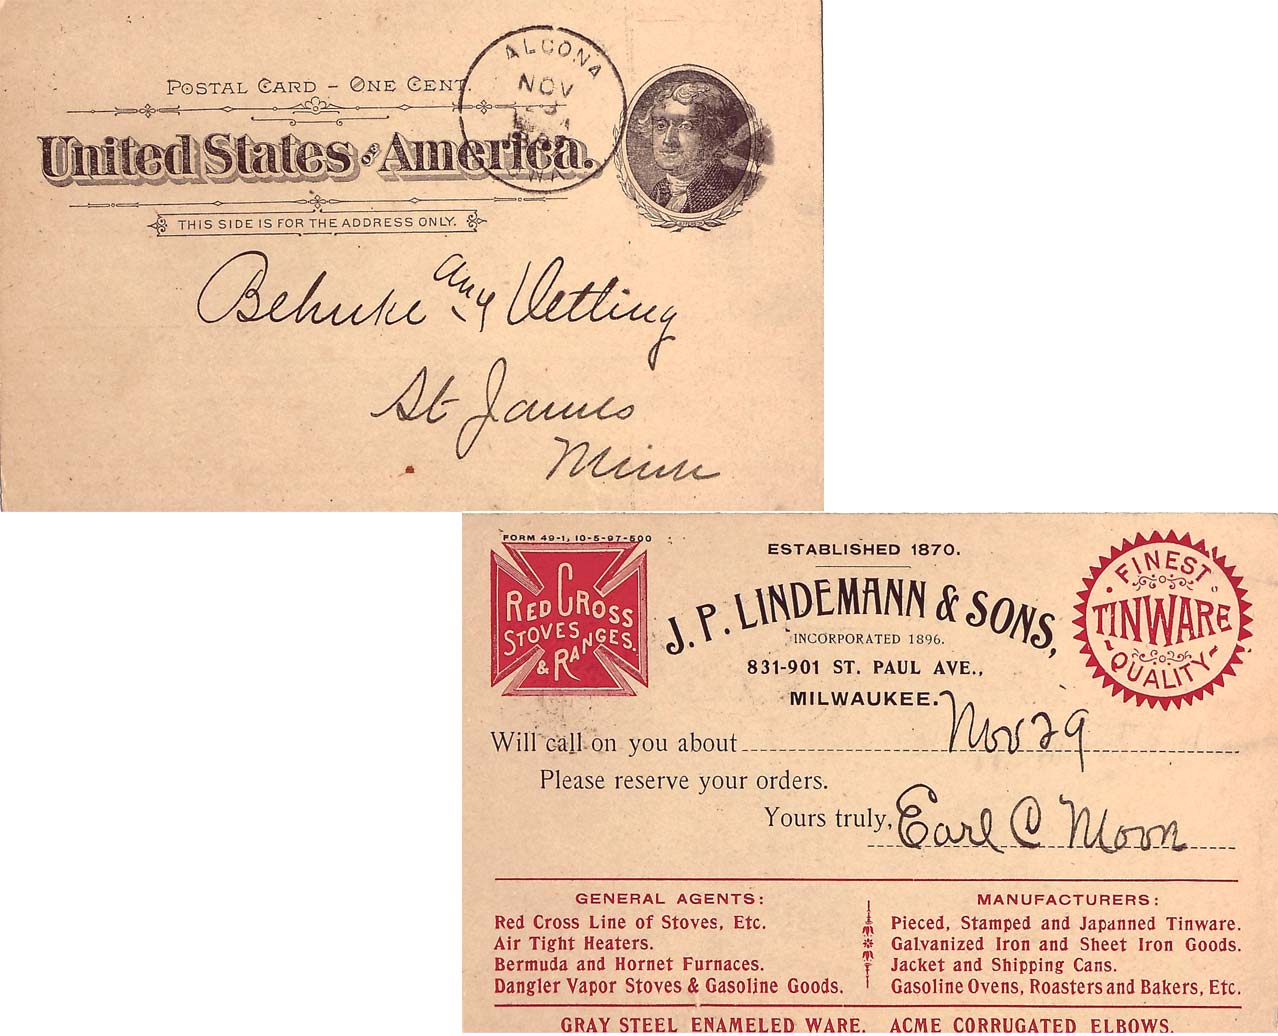 POSTAL CARD – ONE CENT.
United States of America.
THIS SIDE IS FOR THE ADDRESS ONLY.
ALGONA
NOV
IOWA
Behnke any Oetting
St James
Minn
FORM 49-1, 10-5-97-500
RED CROSS
STOVES
& RANGES.
ESTABLISHED 1870.
J. P. LINDEMANN & SONS,
INCORPORATED 1896.
831-901 ST. PAUL AVE.,
MILWAUKEE.
FINEST
TINWARE
QUALITY
Will call on you about Nov 29
Please reserve your orders.
Yours truly, Earl C Moon
GENERAL AGENTS:
Red Cross Line of Stoves, Etc.
Air Tight Heaters.
Bermuda and Hornet Furnaces.
Dangler Vapor Stoves & Gasoline Goods.
MANUFACTURERS:
Pieced, Stamped and Japanned Tinware.
Galvanized Iron and Sheet Iron Goods.
Jacket and Shipping Cans.
Gasoline Ovens, Roasters and Bakers, Etc.
GRAY STEEL ENAMELED WARE. ACME CORRUGATED ELBOWS.